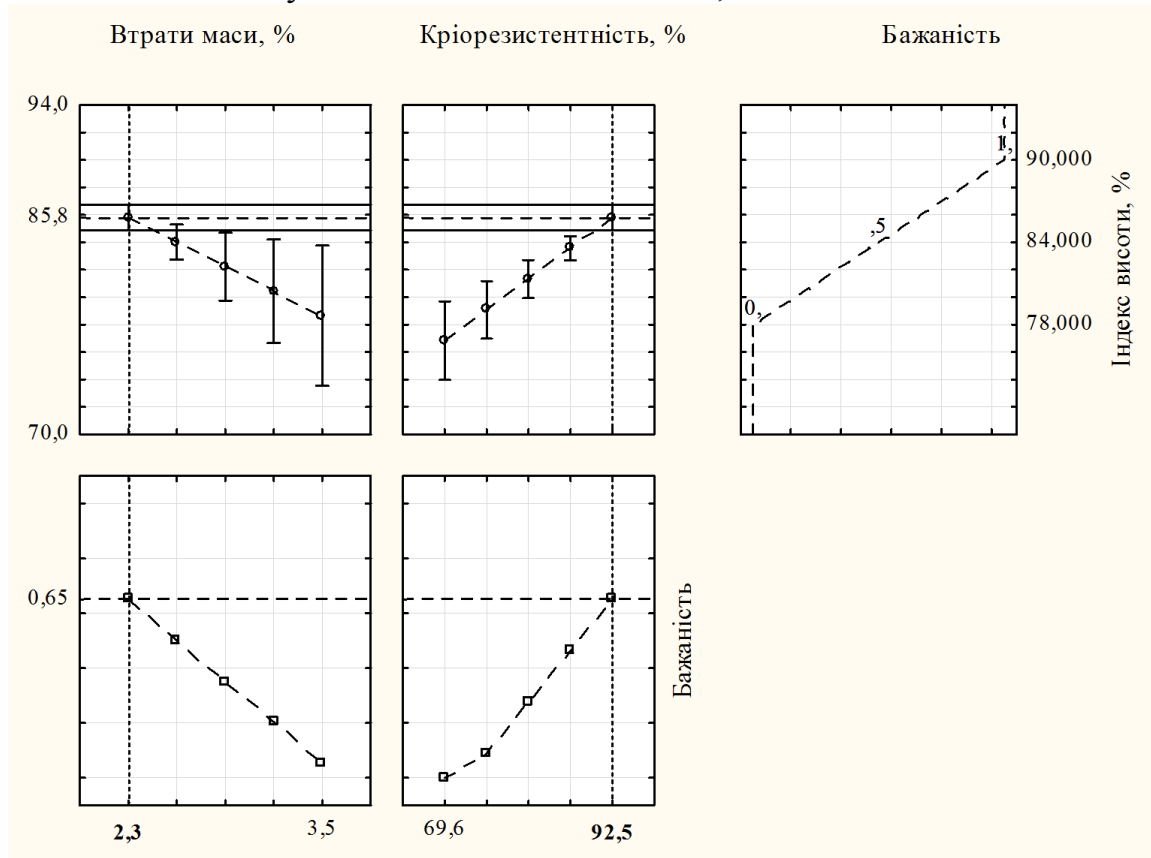 Втрати маси, %
Кріорезистентність, %
Бажаність
94,0
85,8
70,0
1,
,5
0,
90,000
84,000
78,000
Індекс висоти, %
0,65
Бажаність
2,3
3,5
69,6
92,5